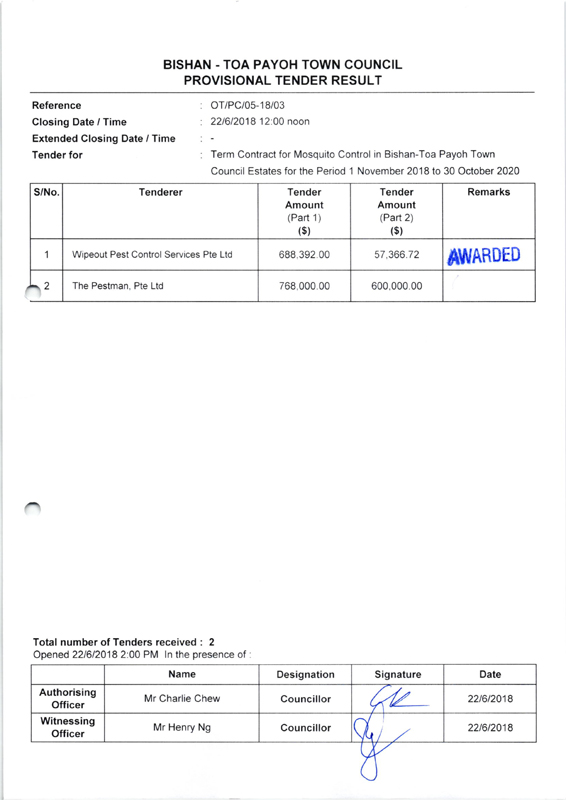 BISHAN - TOA PAYOH TOWN COUNCIL
PROVISIONAL TENDER RESULT
Reference : OT/PC/05-18/03
Closing Date / Time : 22/6/2018 12:00 noon
Extended Closing Date / Time : -
Tender for : Term Contract for Mosquito Control in Bishan-Toa Payoh Town
Council Estates for the Period 1 November 2018 to 30 October 2020
S/No. Tenderer Tender Amount (Part 1) ($) Tender Amount (Part 2) ($) Remarks
1 Wipeout Pest Control Services Pte Ltd 688,392.00 57,366.72 AWARDED
2 The Pestman, Pte Ltd 768,000.00 600,000.00
Total number of Tenders received : 2
Opened 22/6/2018 2:00 PM In the presence of :
Name Designation Signature Date
Authorising Officer Mr Charlie Chew Councillor 22/6/2018
Witnessing Officer Mr Henry Ng Councillor 22/6/2018